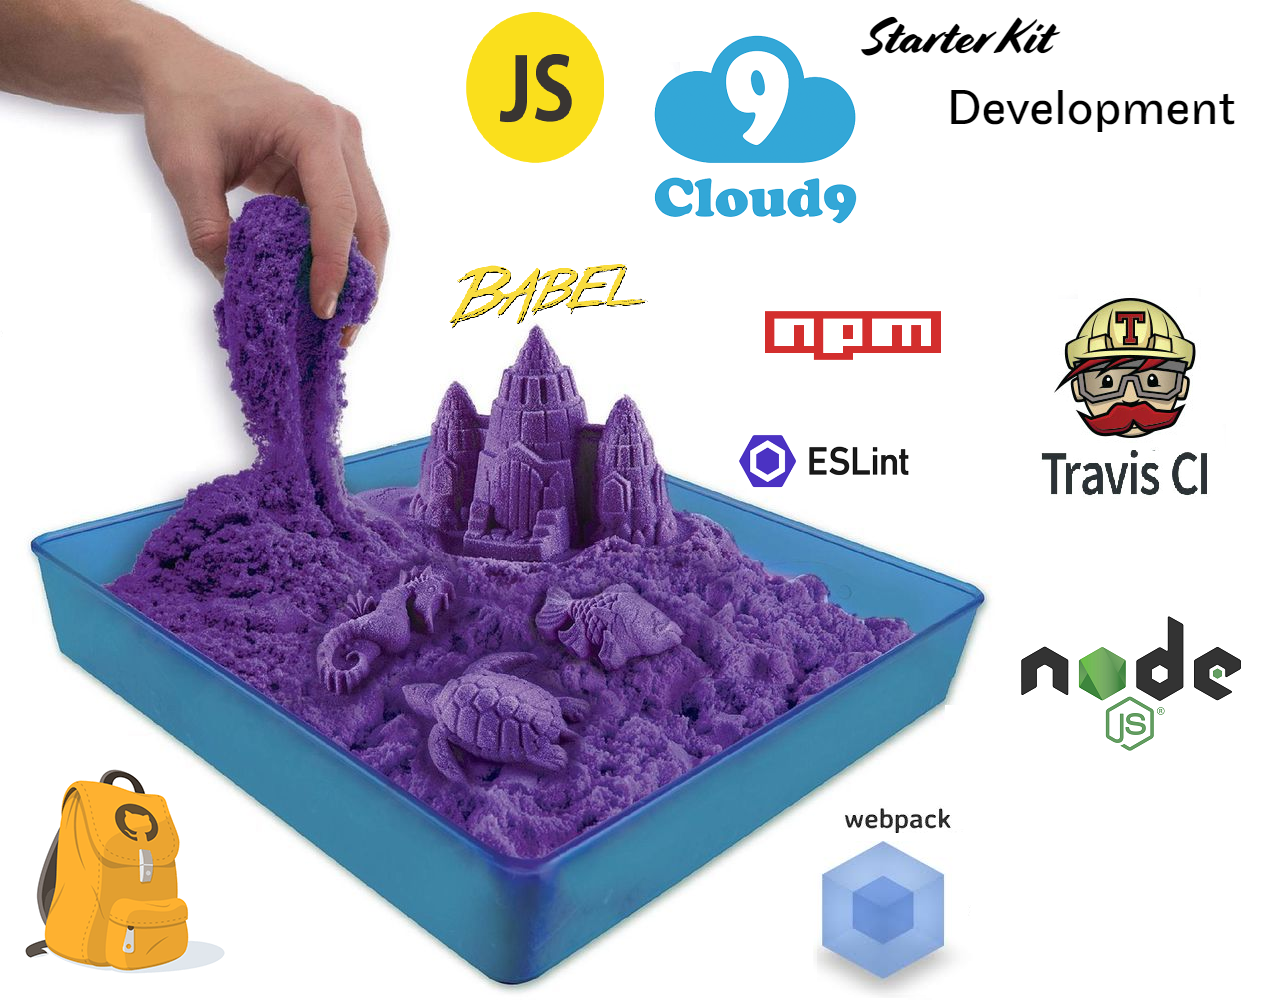 JS
9
Cloud9
Starter Kit
Development
BABEL
npm
T
ESLint
Travis CI
node
JS
®
webpack